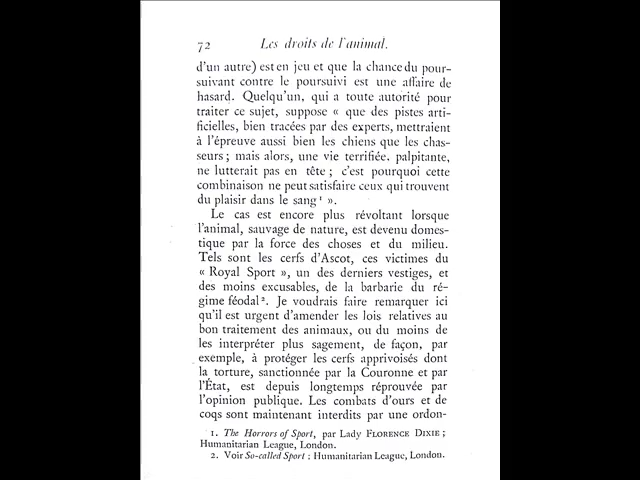 72 Les droits de l'animal.
d'un autre) est en jeu et que la chance du pour-
suivant contre le poursuivi est une affaire de
hasard. Quelqu'un, qui a toute autorité pour
traiter ce sujet, suppose « que des pistes arti-
ficielles, bien tracées par des experts, mettraient
à l'épreuve aussi bien les chiens que les chas-
seurs ; mais alors, une vie terrifiée, palpitante,
ne lutterait pas en tête ; c'est pourquoi cette
combinaison ne peut satisfaire ceux qui trouvent
du plaisir dans le sang¹ ».
Le cas est encore plus révoltant lorsque
l'animal, sauvage de nature, est devenu domes-
tique par la force des choses et du milieu.
Tels sont les cerfs d'Ascot, ces victimes du
« Royal Sport », un des derniers vestiges, et
des moins excusables, de la barbarie du ré-
gime féodal². Je voudrais faire remarquer ici
qu'il est urgent d'amender les lois relatives au
bon traitement des animaux, ou du moins de
les interpréter plus sagement, de façon, par
exemple, à protéger les cerfs apprivoisés dont
la torture, sanctionnée par la Couronne et par
l'État, est depuis longtemps réprouvée par
l'opinion publique. Les combats d'ours et de
coqs sont maintenant interdits par une ordon-
1. The Horrors of Sport, par Lady FLORENCE DIXIE ;
Humanitarian League, London.
2. Voir So-called Sport ; Humanitarian League, London.